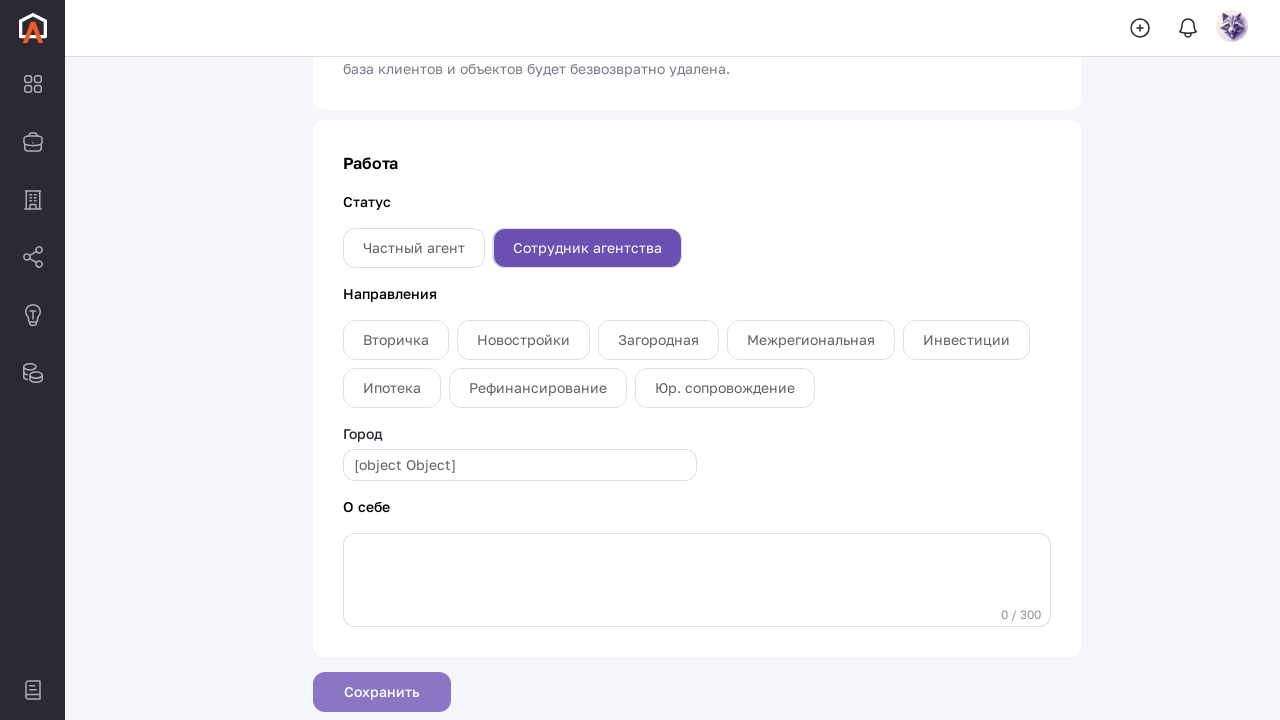 база клиентов и объектов будет безвозвратно удалена.
Работа
Статус
Частный агент Сотрудник агентства
Направления
Вторичка Новостройки Загородная Межрегиональная Инвестиции
Ипотека Рефинансирование Юр. сопровождение
Город
[object Object]
О себе
0 / 300
Сохранить